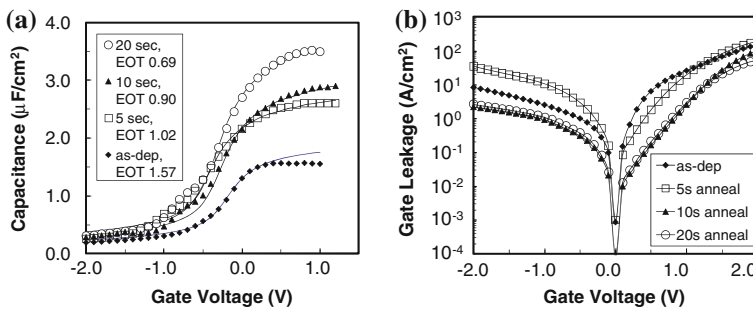 (a)
4.0
3.0
2.0
1.0
0.0
Capacitance (μF/cm²)
20 sec,
EOT 0.69
10 sec,
EOT 0.90
5 sec,
EOT 1.02
as-dep,
EOT 1.57
-2.0 -1.0 0.0 1.0
Gate Voltage (V)
(b)
10³
10²
10¹
10⁰
10⁻¹
10⁻²
10⁻³
10⁻⁴
Gate Leakage (A/cm²)
as-dep
5s anneal
10s anneal
20s anneal
-2.0 -1.0 0.0 1.0 2.0
Gate Voltage (V)